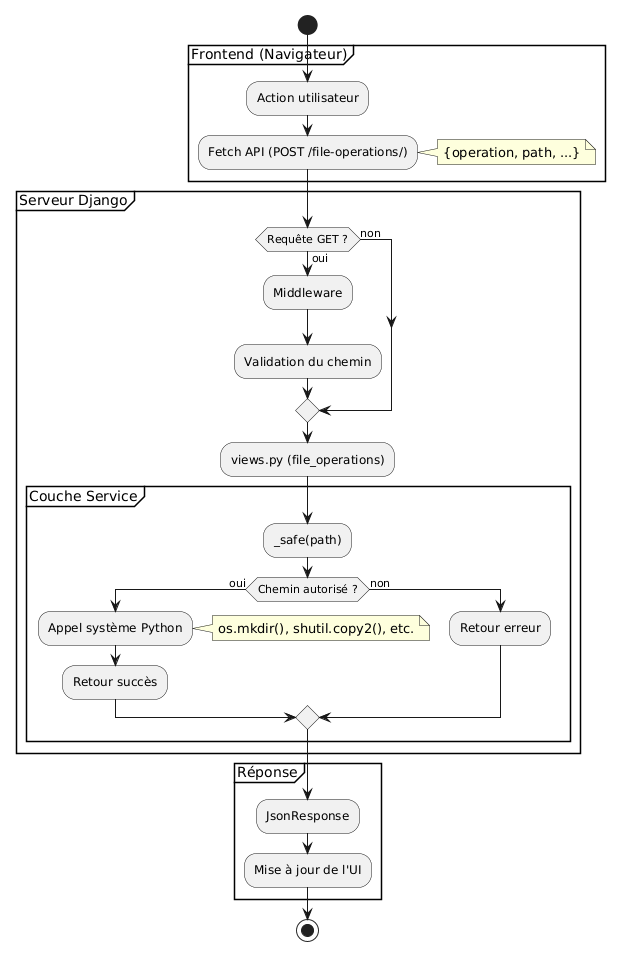 Frontend (Navigateur)
Action utilisateur
Fetch API (POST /file-operations/)
{operation, path, ...}
Serveur Django
Requête GET ?
non
oui
Middleware
Validation du chemin
views.py (file_operations)
Couche Service
_safe(path)
oui
Chemin autorisé ?
non
Appel système Python
os.mkdir(), shutil.copy2(), etc.
Retour erreur
Retour succès
Réponse
JsonResponse
Mise à jour de l'UI